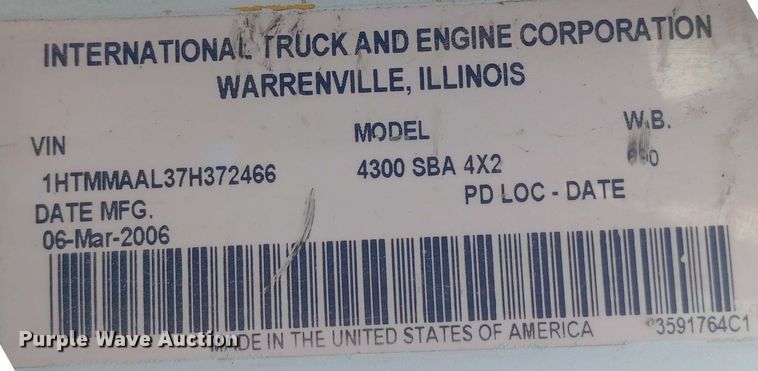 INTERNATIONAL TRUCK AND ENGINE CORPORATION
WARRENVILLE, ILLINOIS
VIN MODEL W.B.
1HTMMAAL37H372466 4300 SBA 4X2
DATE MFG. PD LOC - DATE
06-Mar-2006
MADE IN THE UNITED STATES OF AMERICA 3591764C1
Purple Wave Auction